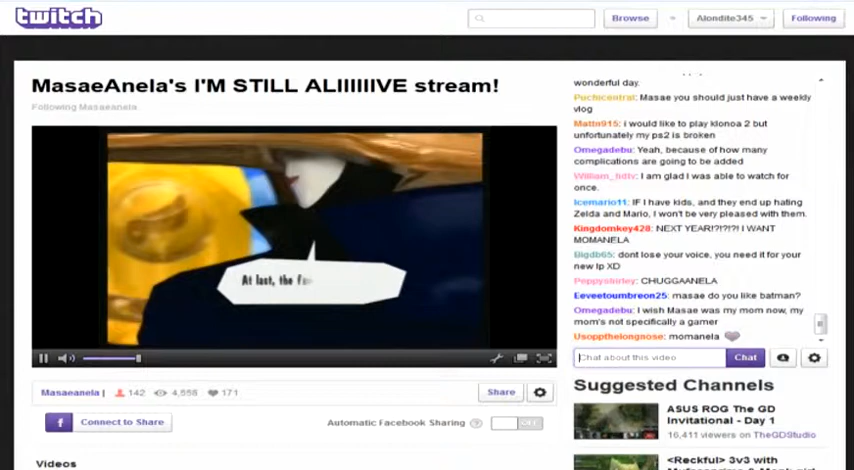 twitch
Browse
Alondite345
Following
MasaeAnela's I'M STILL ALIIIIIVE stream!
Following Masaeanela
At last, the
wonderful day.
Puchicentral: Masae you should just have a weekly
vlog
Mattn915: i would like to play klonoa 2 but
unfortunately my ps2 is broken
Omegadebu: Yeah, because of how many
complications are going to be added
I am glad I was able to watch for
once.
Icemario11: IF I have kids, and they end up hating
Zelda and Mario, I won't be very pleased with them.
Kingdomkey428: NEXT YEAR!?!?!?! I WANT
MOMANELA
Bigdb65: dont lose your voice, you need it for your
new lp XD
Peppyshirley: CHUGGAANELA
Eeveetoumbreon25: masae do you like batman?
Omegadebu: I wish Masae was my mom now, my
mom's not specifically a gamer
Usoppthelongnose: momanela
Chat about this video
Chat
Masaeanela | 142 4,558 171
Share
f Connect to Share
Automatic Facebook Sharing ? OFF
Suggested Channels
ASUS ROG The GD
Invitational - Day 1
16,411 viewers on TheGDStudio
<Reckful> 3v3 with
Videos